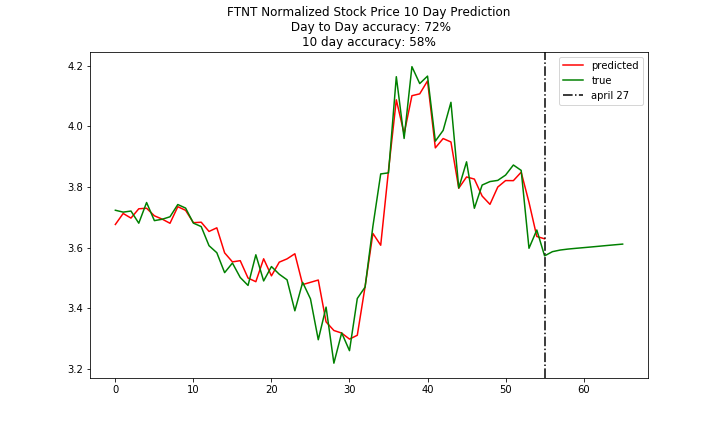 FTNT Normalized Stock Price 10 Day Prediction
Day to Day accuracy: 72%
10 day accuracy: 58%
predicted
true
april 27
4.2
4.0
3.8
3.6
3.4
3.2
0 10 20 30 40 50 60